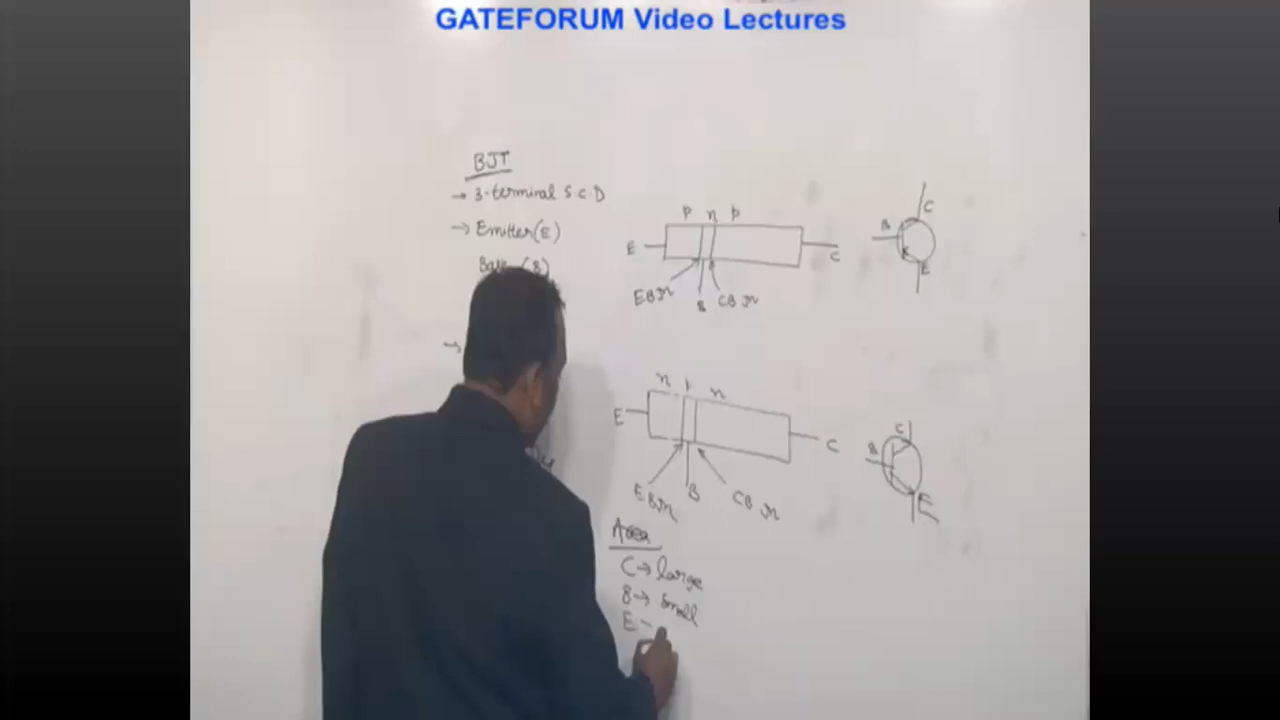 GATEFORUM Video Lectures
BJT
→ 3-terminal S.C.D
→ Emitter(E)
Base (B)
→
p n p
E
C
EB Jn
B
CB Jn
C
B
E
n p n
E
C
EB Jn
B
CB Jn
C
B
E
Area
C → large
B → small
E -